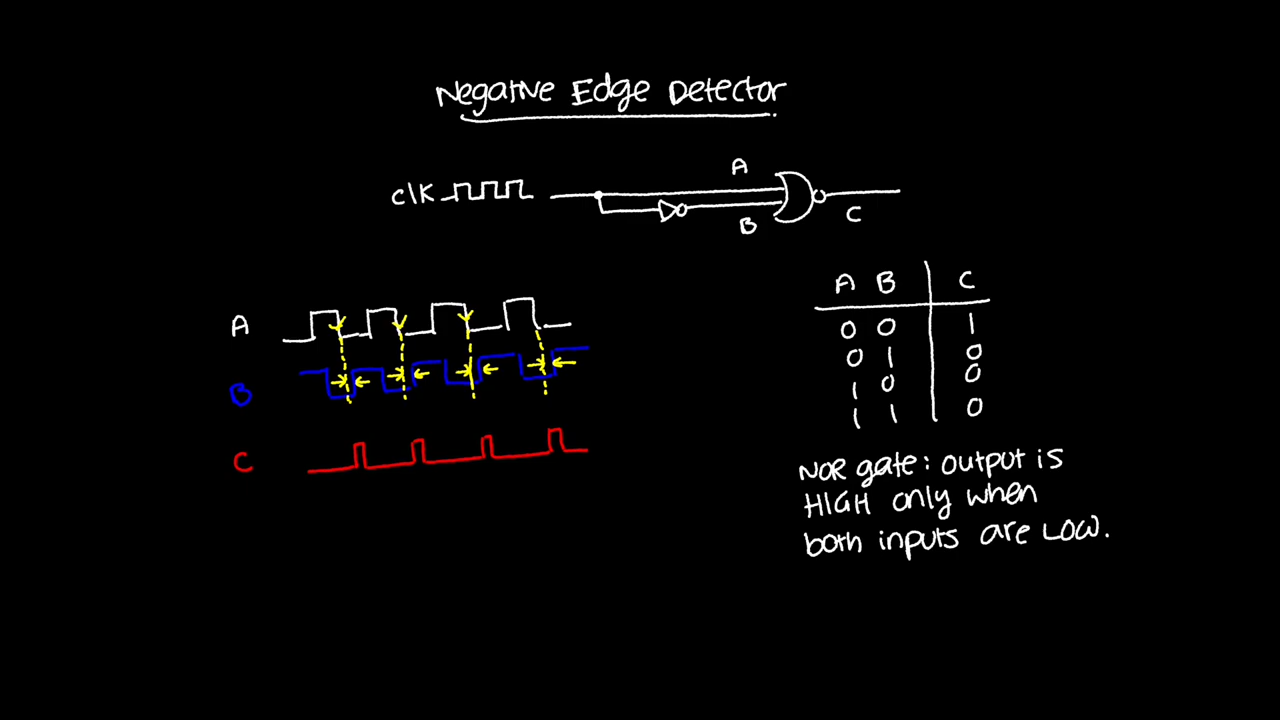 Negative Edge Detector
clk
A
B
C
A B C
0 0 1
0 1 0
1 0 0
1 1 0
A
B
C
NOR gate: output is
HIGH only when
both inputs are LOW.